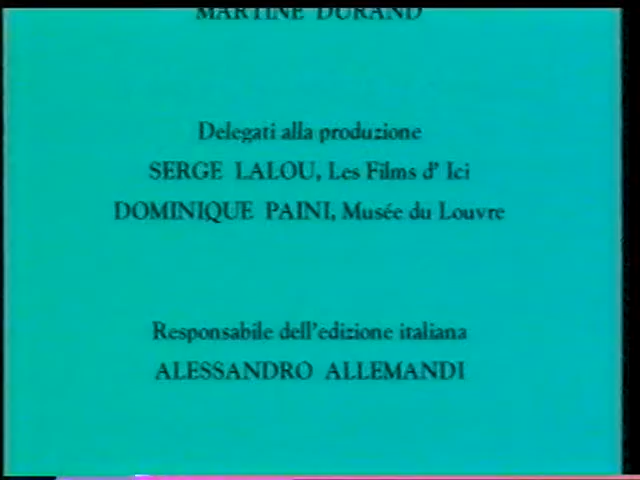 MARTINE DURAND
Delegati alla produzione
SERGE LALOU, Les Films d' Ici
DOMINIQUE PAINI, Musée du Louvre
Responsabile dell'edizione italiana
ALESSANDRO ALLEMANDI